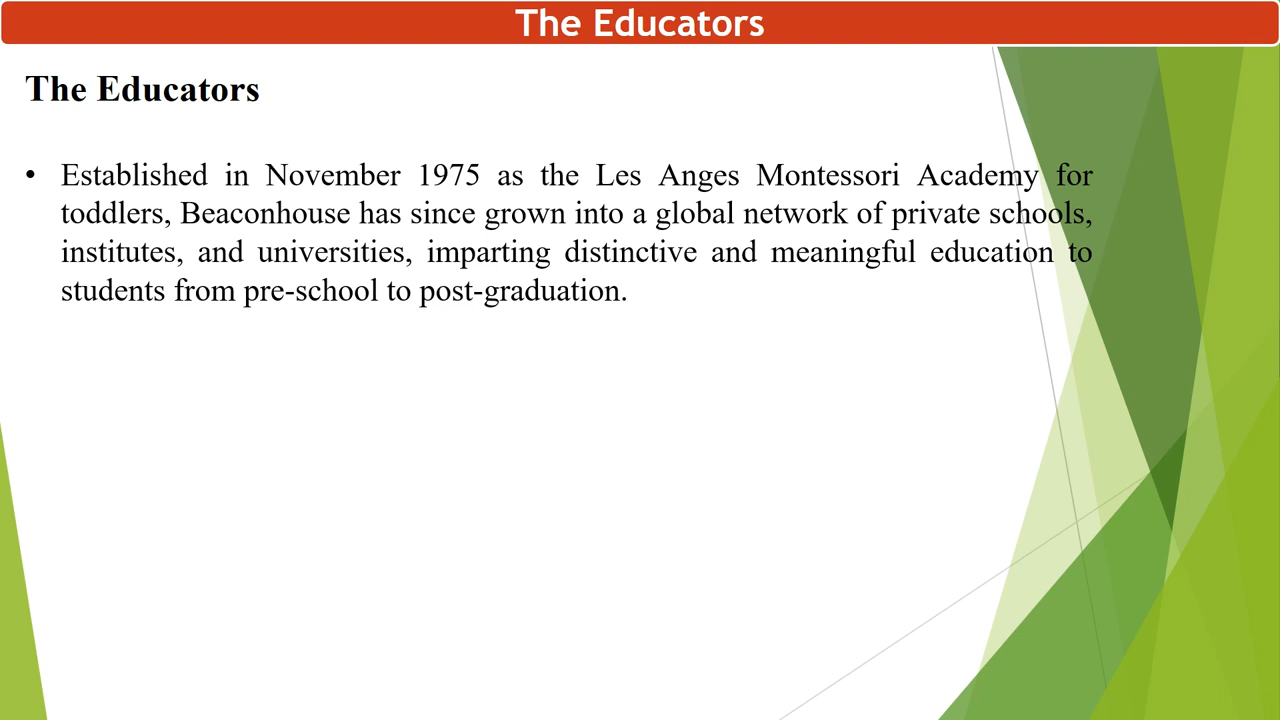 The Educators
The Educators
• Established in November 1975 as the Les Anges Montessori Academy for
toddlers, Beaconhouse has since grown into a global network of private schools,
institutes, and universities, imparting distinctive and meaningful education to
students from pre-school to post-graduation.